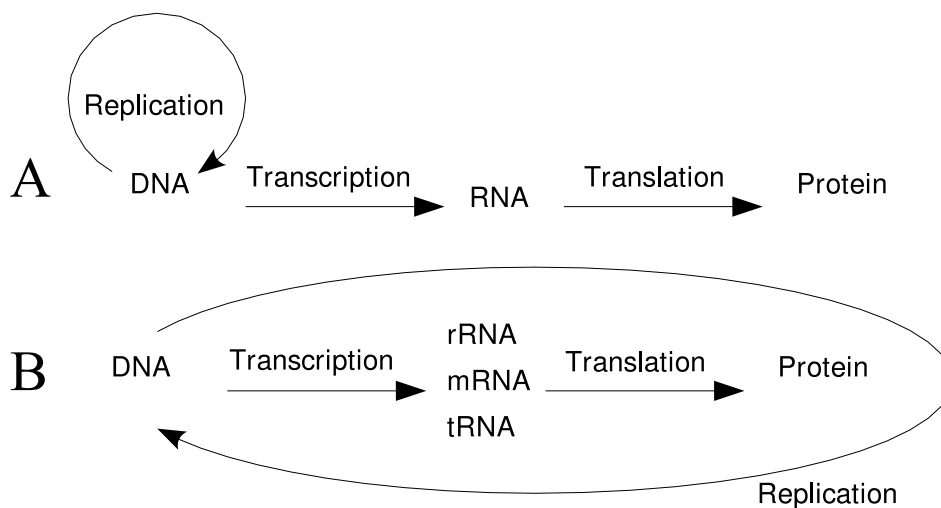 Replication
A
DNA
Transcription
RNA
Translation
Protein
B
DNA
Transcription
rRNA
mRNA
tRNA
Translation
Protein
Replication